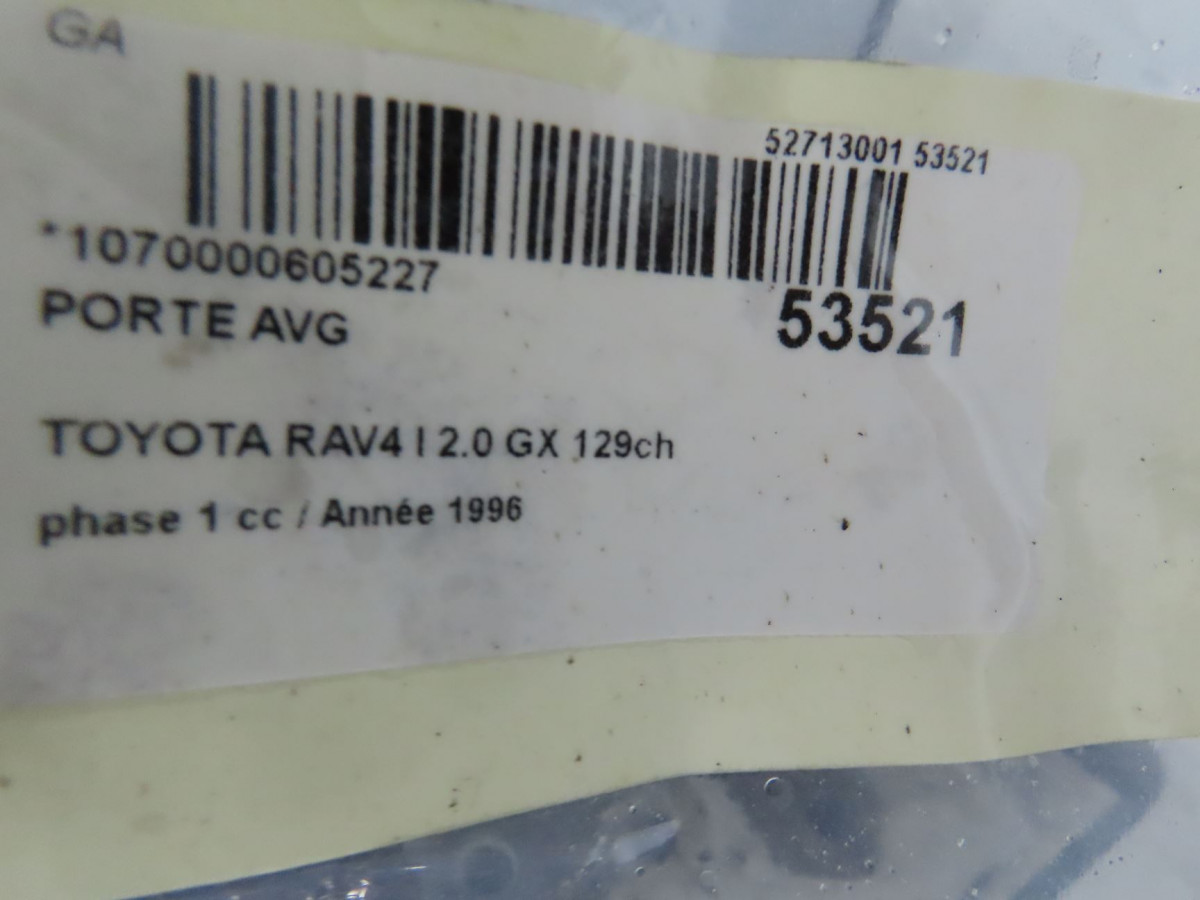 GA
52713001 53521
*1070000605227
PORTE AVG
53521
TOYOTA RAV4 I 2.0 GX 129ch
phase 1 cc / Année 1996